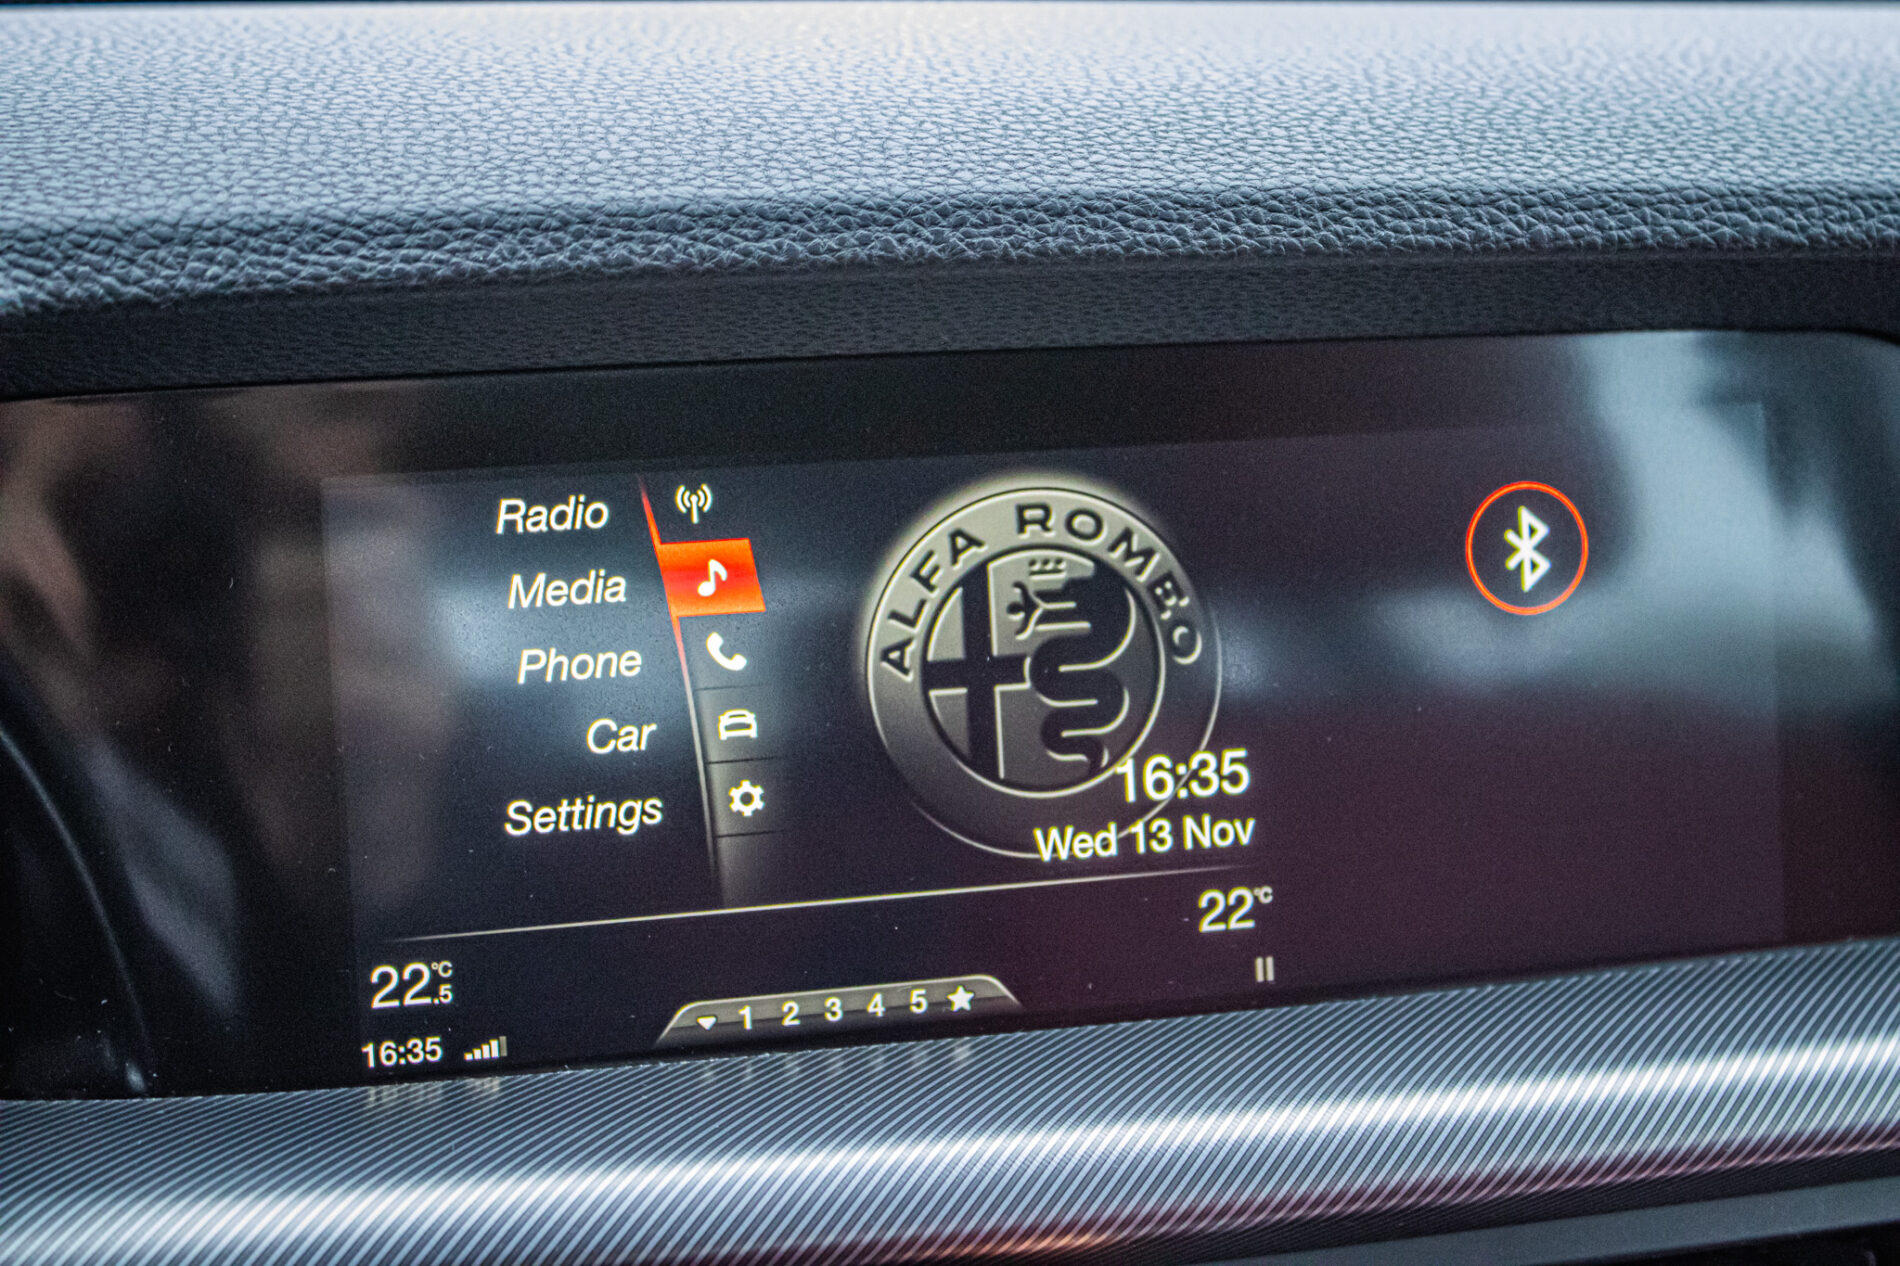 Radio
Media
Phone
Car
Settings
ALFA ROMEO
16:35
Wed 13 Nov
22°C
22.5°C
1 2 3 4 5
16:35